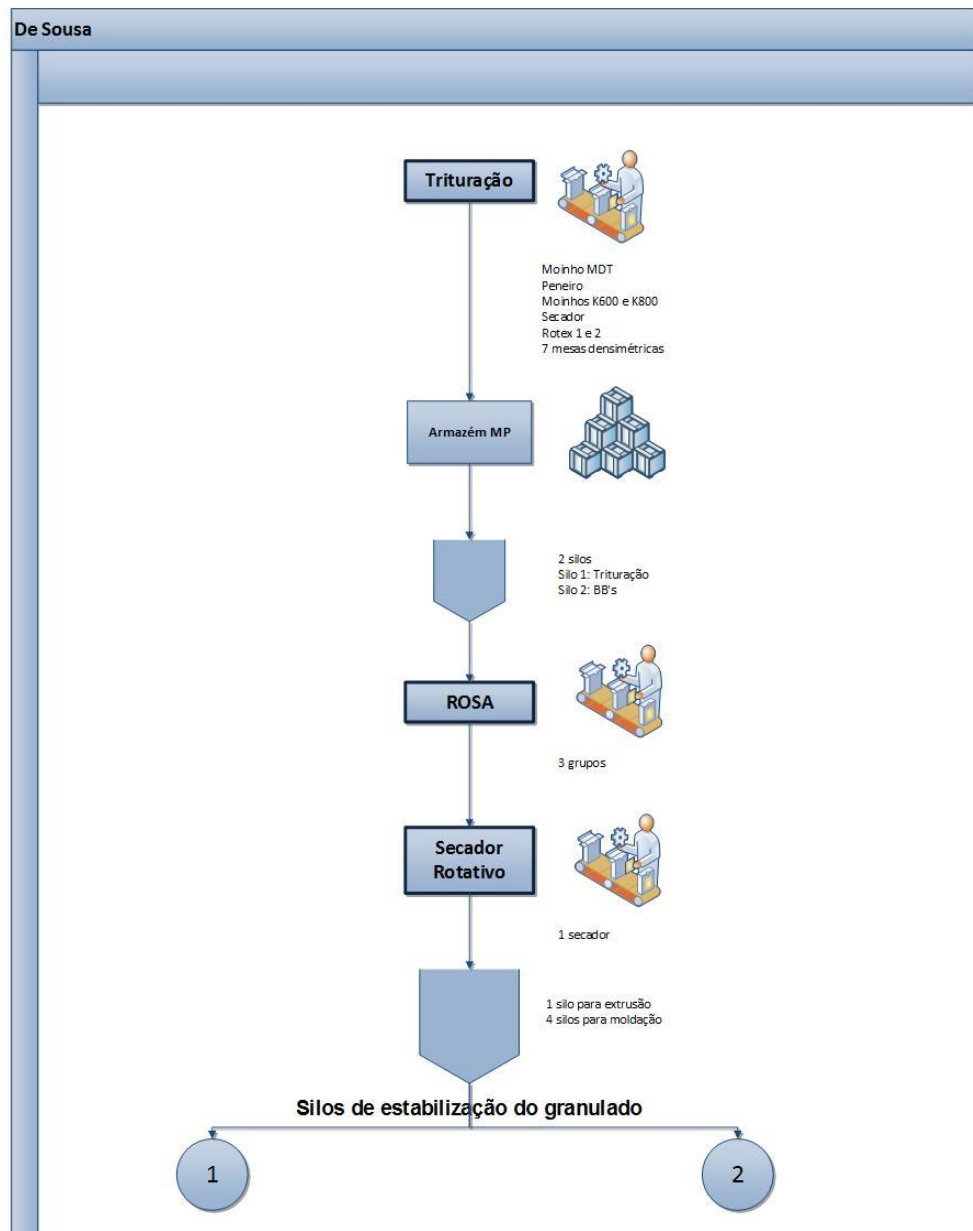 De Sousa
Trituração
Moinho MDT
Peneiro
Moinhos K600 e K800
Secador
Rotex 1 e 2
7 mesas densimétricas
Armazém MP
2 silos
Silo 1: Trituração
Silo 2: BB's
ROSA
3 grupos
Secador
Rotativo
1 secador
1 silo para extrusão
4 silos para moldação
Silos de estabilização do granulado
1
2